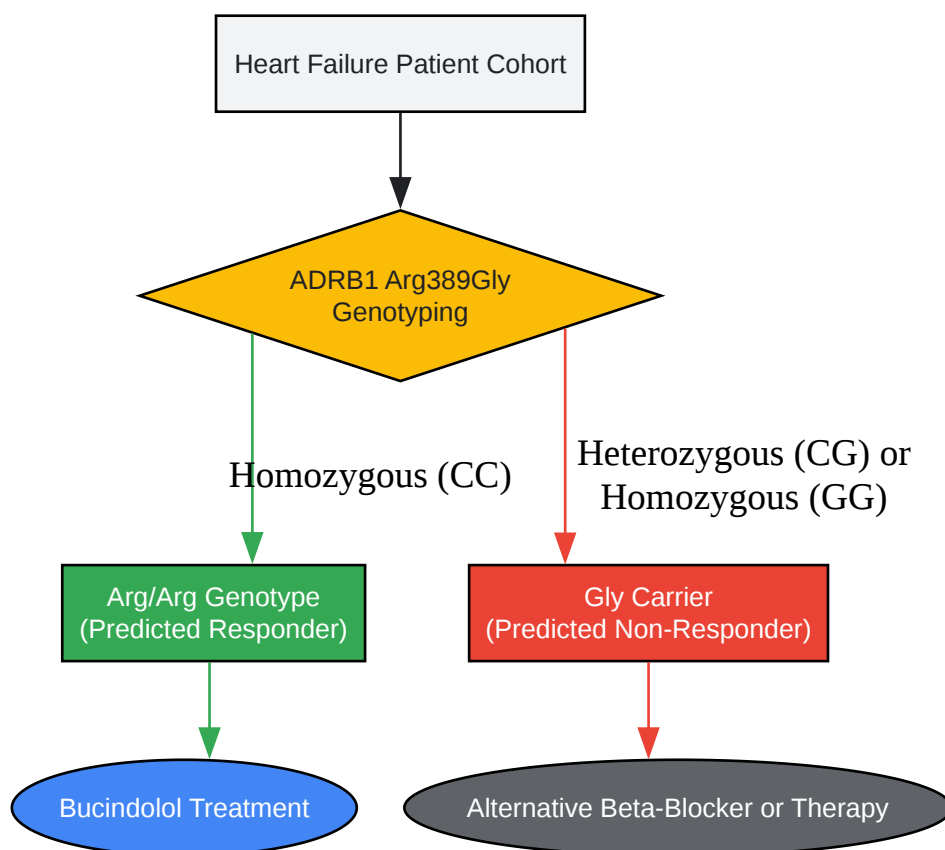 Heart Failure Patient Cohort
ADRB1 Arg389Gly
Genotyping
Homozygous (CC)
Heterozygous (CG) or
Homozygous (GG)
Arg/Arg Genotype
(Predicted Responder)
Gly Carrier
(Predicted Non-Responder)
Bucindolol Treatment
Alternative Beta-Blocker or Therapy